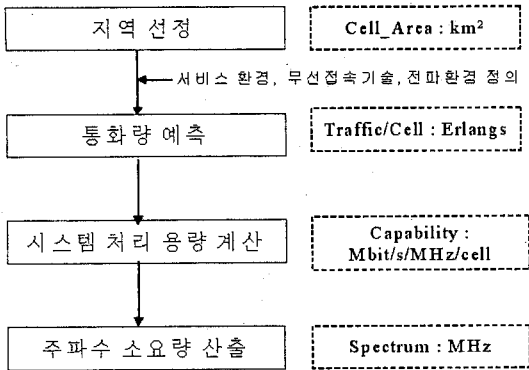 지역 선정
Cell_Area : km²
서비스 환경, 무선접속기술, 전파환경 정의
통화량 예측
Traffic/Cell : Erlangs
시스템 처리 용량 계산
Capability :
Mbit/s/MHz/cell
주파수 소요량 산출
Spectrum : MHz